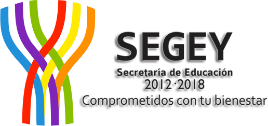 SEGEY
Secretaría de Educación
2012-2018
Comprometidos con tu bienestar